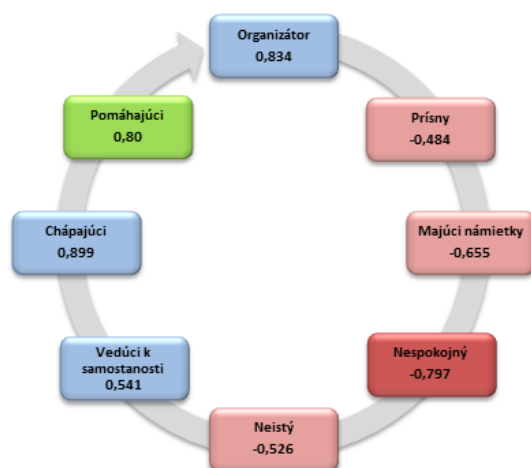 Organizátor
0,834
Prísny
-0,484
Majúci námietky
-0,655
Nespokojný
-0,797
Neistý
-0,526
Vedúci k
samostanosti
0,541
Chápajúci
0,899
Pomáhajúci
0,80